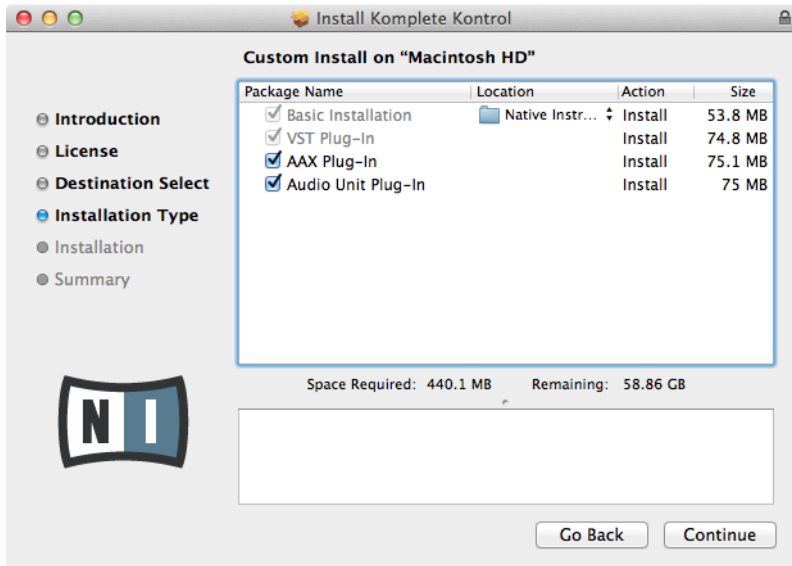 Install Komplete Kontrol
Custom Install on “Macintosh HD”
Introduction
License
Destination Select
Installation Type
Installation
Summary
Package Name Location Action Size
Basic Installation Native Instr... Install 53.8 MB
VST Plug-In Install 74.8 MB
AAX Plug-In Install 75.1 MB
Audio Unit Plug-In Install 75 MB
Space Required: 440.1 MB Remaining: 58.86 GB
NI
Go Back Continue